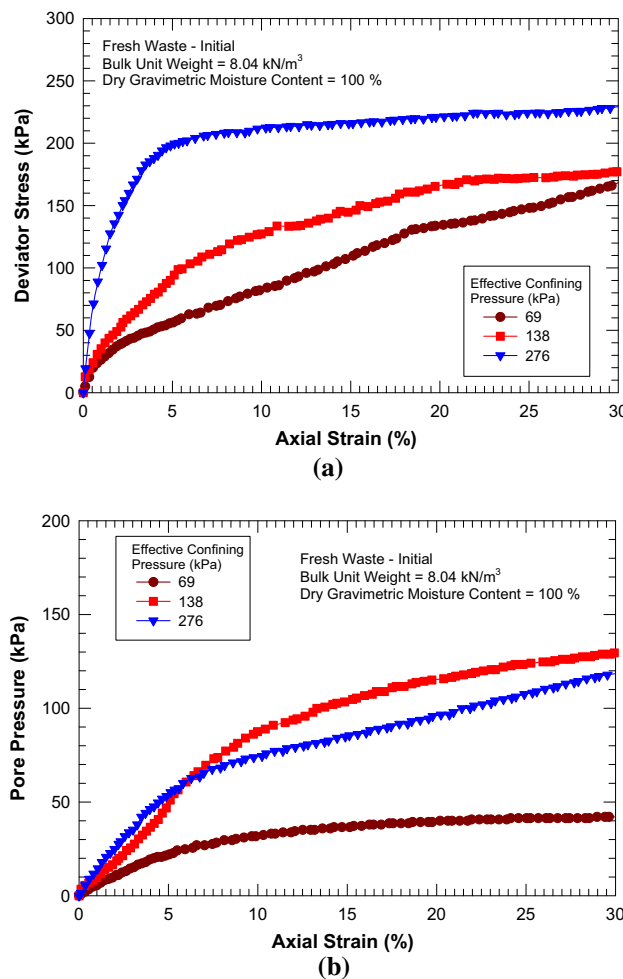 300
250
200
150
100
50
0
Deviator Stress (kPa)
Fresh Waste - Initial
Bulk Unit Weight = 8.04 kN/m³
Dry Gravimetric Moisture Content = 100 %
Effective Confining
Pressure (kPa)
69
138
276
0 5 10 15 20 25 30
Axial Strain (%)
(a)
200
150
100
50
0
Pore Pressure (kPa)
Effective Confining
Pressure (kPa)
69
138
276
Fresh Waste - Initial
Bulk Unit Weight = 8.04 kN/m³
Dry Gravimetric Moisture Content = 100 %
0 5 10 15 20 25 30
Axial Strain (%)
(b)